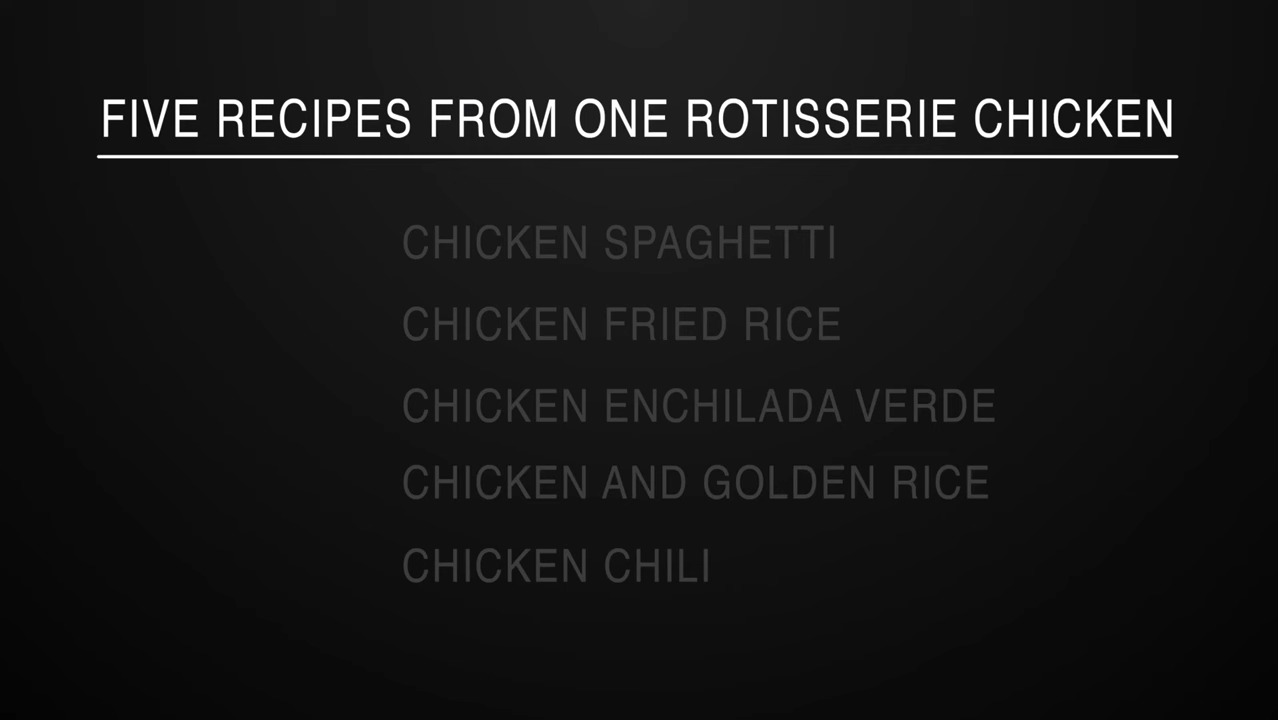 FIVE RECIPES FROM ONE ROTISSERIE CHICKEN
CHICKEN SPAGHETTI
CHICKEN FRIED RICE
CHICKEN ENCHILADA VERDE
CHICKEN AND GOLDEN RICE
CHICKEN CHILI